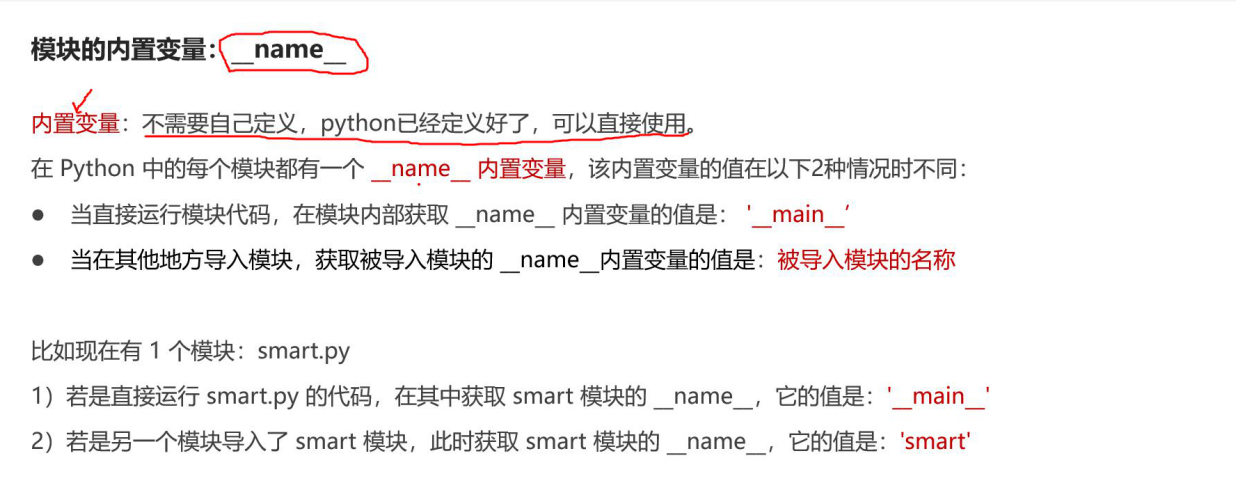 模块的内置变量：__name__
内置变量：不需要自己定义，python已经定义好了，可以直接使用。
在 Python 中的每个模块都有一个 __name__ 内置变量，该内置变量的值在以下2种情况时不同：
● 当直接运行模块代码，在模块内部获取 __name__ 内置变量的值是： '__main__‘
● 当在其他地方导入模块，获取被导入模块的 __name__内置变量的值是：被导入模块的名称
比如现在有 1 个模块：smart.py
1）若是直接运行 smart.py 的代码，在其中获取 smart 模块的 __name__，它的值是：'__main__'
2）若是另一个模块导入了 smart 模块，此时获取 smart 模块的 __name__，它的值是：'smart'